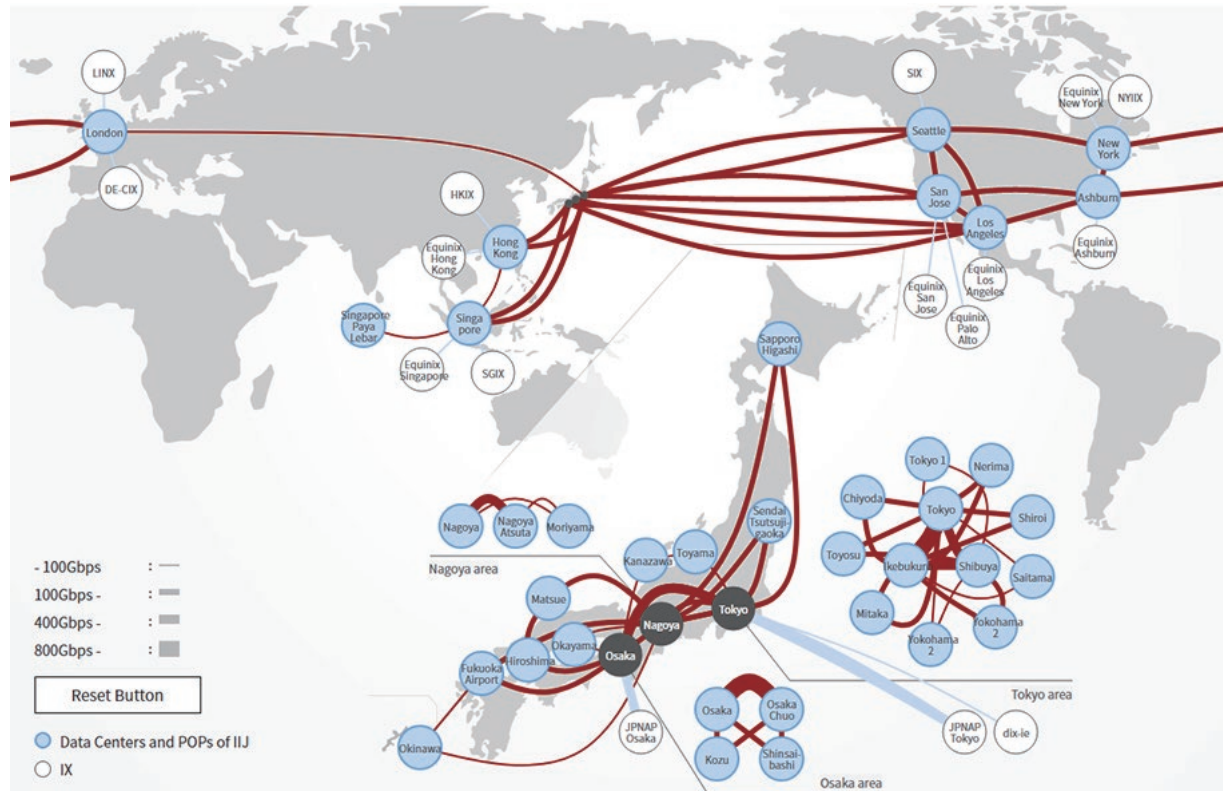 LINX
London
DE-CIX
HKIX
Hong
Kong
Equinix
Hong
Kong
Singapore
Paya
Lebar
Singa
pore
Equinix
Singapore
SGIX
SIX
Seattle
Equinix
New York
NYIIX
New
York
San
Jose
Ashburn
Los
Angeles
Equinix
Ashburn
Equinix
Los
Angeles
Equinix
San
Jose
Equinix
Palo
Alto
Sapporo
Higashi
Sendai
Tsutsuji-
gaoka
Nagoya
Nagoya
Atsuta
Moriyama
Nagoya area
Kanazawa
Toyama
Matsue
Okayama
Hiroshima
Fukuoka
Airport
Okinawa
Osaka
Nagoya
Tokyo
JPNAP
Osaka
Osaka
Osaka
Chuo
Kozu
Shinsai-
bashi
Osaka area
Tokyo 1
Nerima
Chiyoda
Tokyo
Shiroi
Toyosu
Ikebukuro
Shibuya
Saitama
Mitaka
Yokohama
2
Yokohama
2
Tokyo area
JPNAP
Tokyo
dix-ie
- 100Gbps :
100Gbps - :
400Gbps - :
800Gbps - :
Reset Button
Data Centers and POPs of IIJ
IX